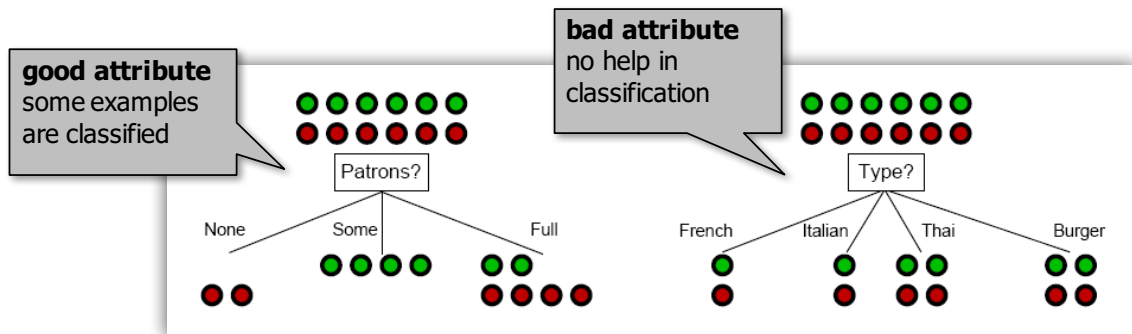 good attribute
some examples
are classified
bad attribute
no help in
classification
Patrons?
None
Some
Full
Type?
French
Italian
Thai
Burger